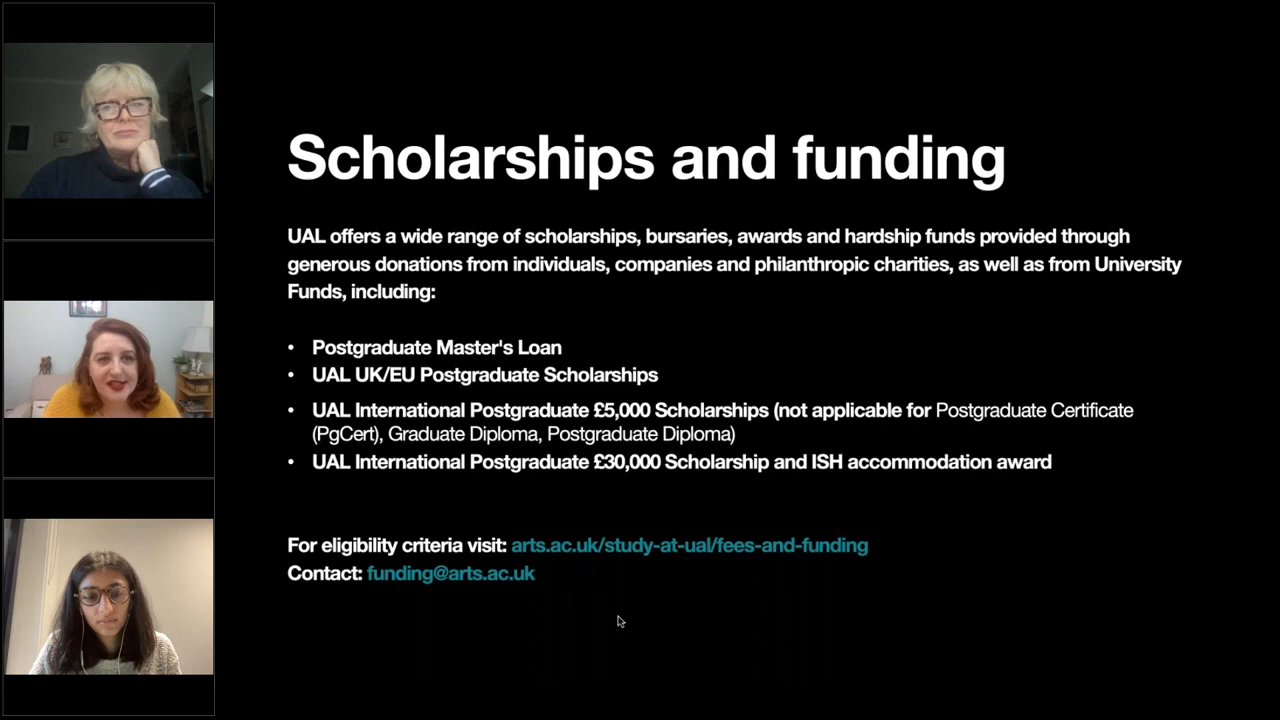 Scholarships and funding
UAL offers a wide range of scholarships, bursaries, awards and hardship funds provided through
generous donations from individuals, companies and philanthropic charities, as well as from University
Funds, including:
• Postgraduate Master's Loan
• UAL UK/EU Postgraduate Scholarships
• UAL International Postgraduate £5,000 Scholarships (not applicable for Postgraduate Certificate
(PgCert), Graduate Diploma, Postgraduate Diploma)
• UAL International Postgraduate £30,000 Scholarship and ISH accommodation award
For eligibility criteria visit: arts.ac.uk/study-at-ual/fees-and-funding
Contact: funding@arts.ac.uk